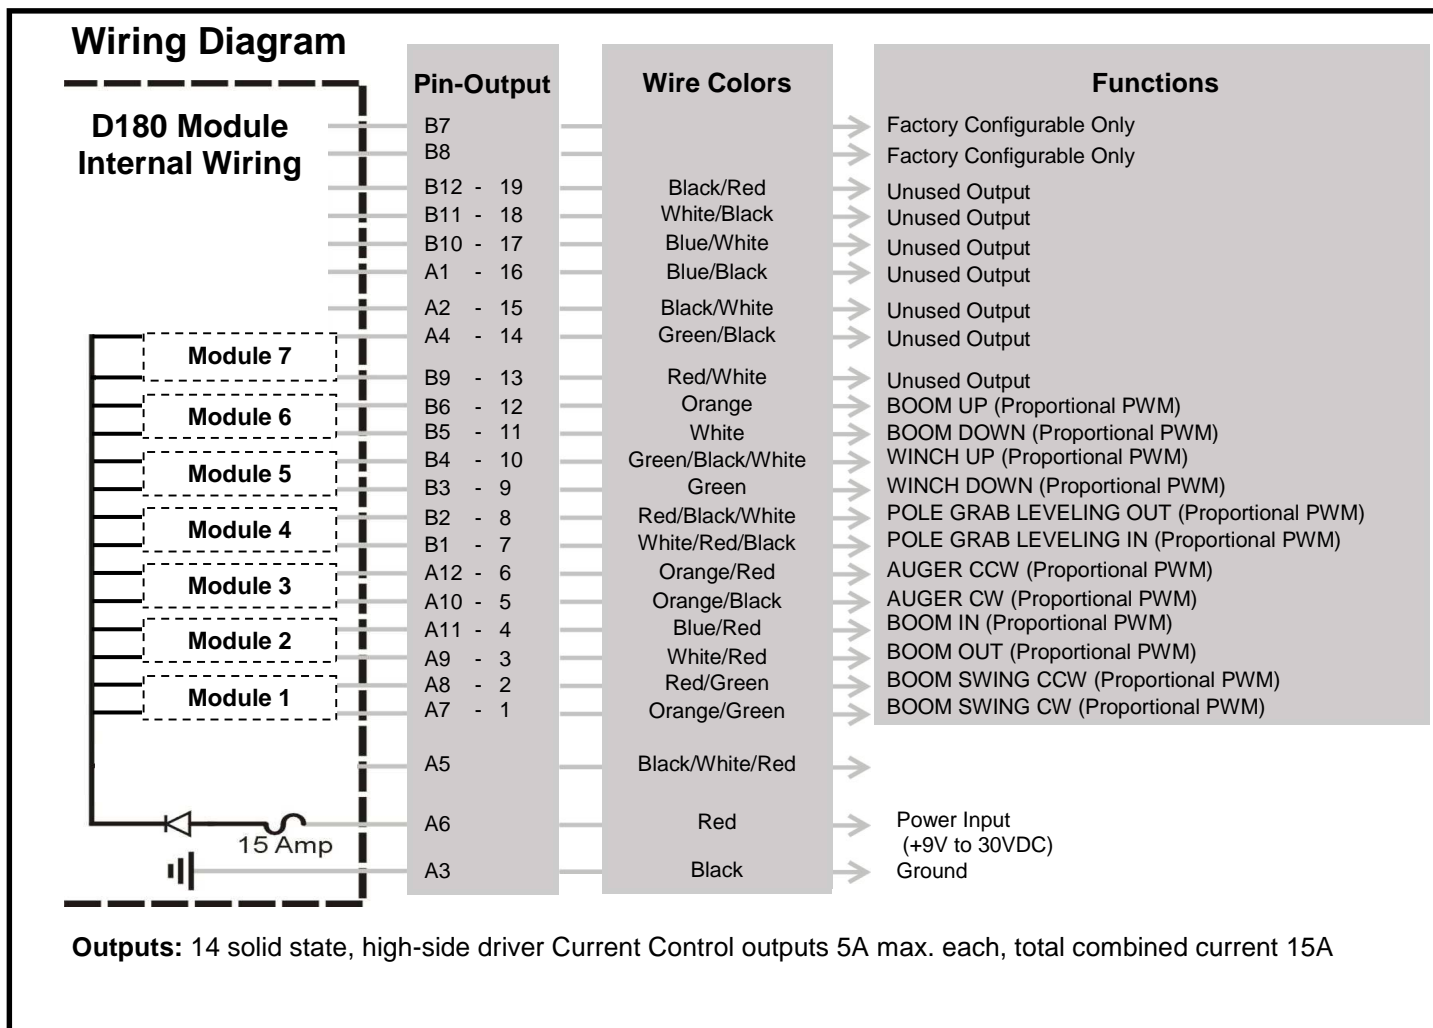 Wiring Diagram
Pin-Output Wire Colors Functions
D180 Module
Internal Wiring
B7 Factory Configurable Only
B8 Factory Configurable Only
B12 - 19 Black/Red Unused Output
B11 - 18 White/Black Unused Output
B10 - 17 Blue/White Unused Output
A1 - 16 Blue/Black Unused Output
A2 - 15 Black/White Unused Output
A4 - 14 Green/Black Unused Output
Module 7
B9 - 13 Red/White Unused Output
B6 - 12 Orange BOOM UP (Proportional PWM)
Module 6
B5 - 11 White BOOM DOWN (Proportional PWM)
B4 - 10 Green/Black/White WINCH UP (Proportional PWM)
Module 5
B3 - 9 Green WINCH DOWN (Proportional PWM)
B2 - 8 Red/Black/White POLE GRAB LEVELING OUT (Proportional PWM)
Module 4
B1 - 7 White/Red/Black POLE GRAB LEVELING IN (Proportional PWM)
A12 - 6 Orange/Red AUGER CCW (Proportional PWM)
Module 3
A10 - 5 Orange/Black AUGER CW (Proportional PWM)
A11 - 4 Blue/Red BOOM IN (Proportional PWM)
Module 2
A9 - 3 White/Red BOOM OUT (Proportional PWM)
A8 - 2 Red/Green BOOM SWING CCW (Proportional PWM)
Module 1
A7 - 1 Orange/Green BOOM SWING CW (Proportional PWM)
A5 Black/White/Red
A6 Red Power Input
15 Amp (+9V to 30VDC)
A3 Black Ground
Outputs: 14 solid state, high-side driver Current Control outputs 5A max. each, total combined current 15A